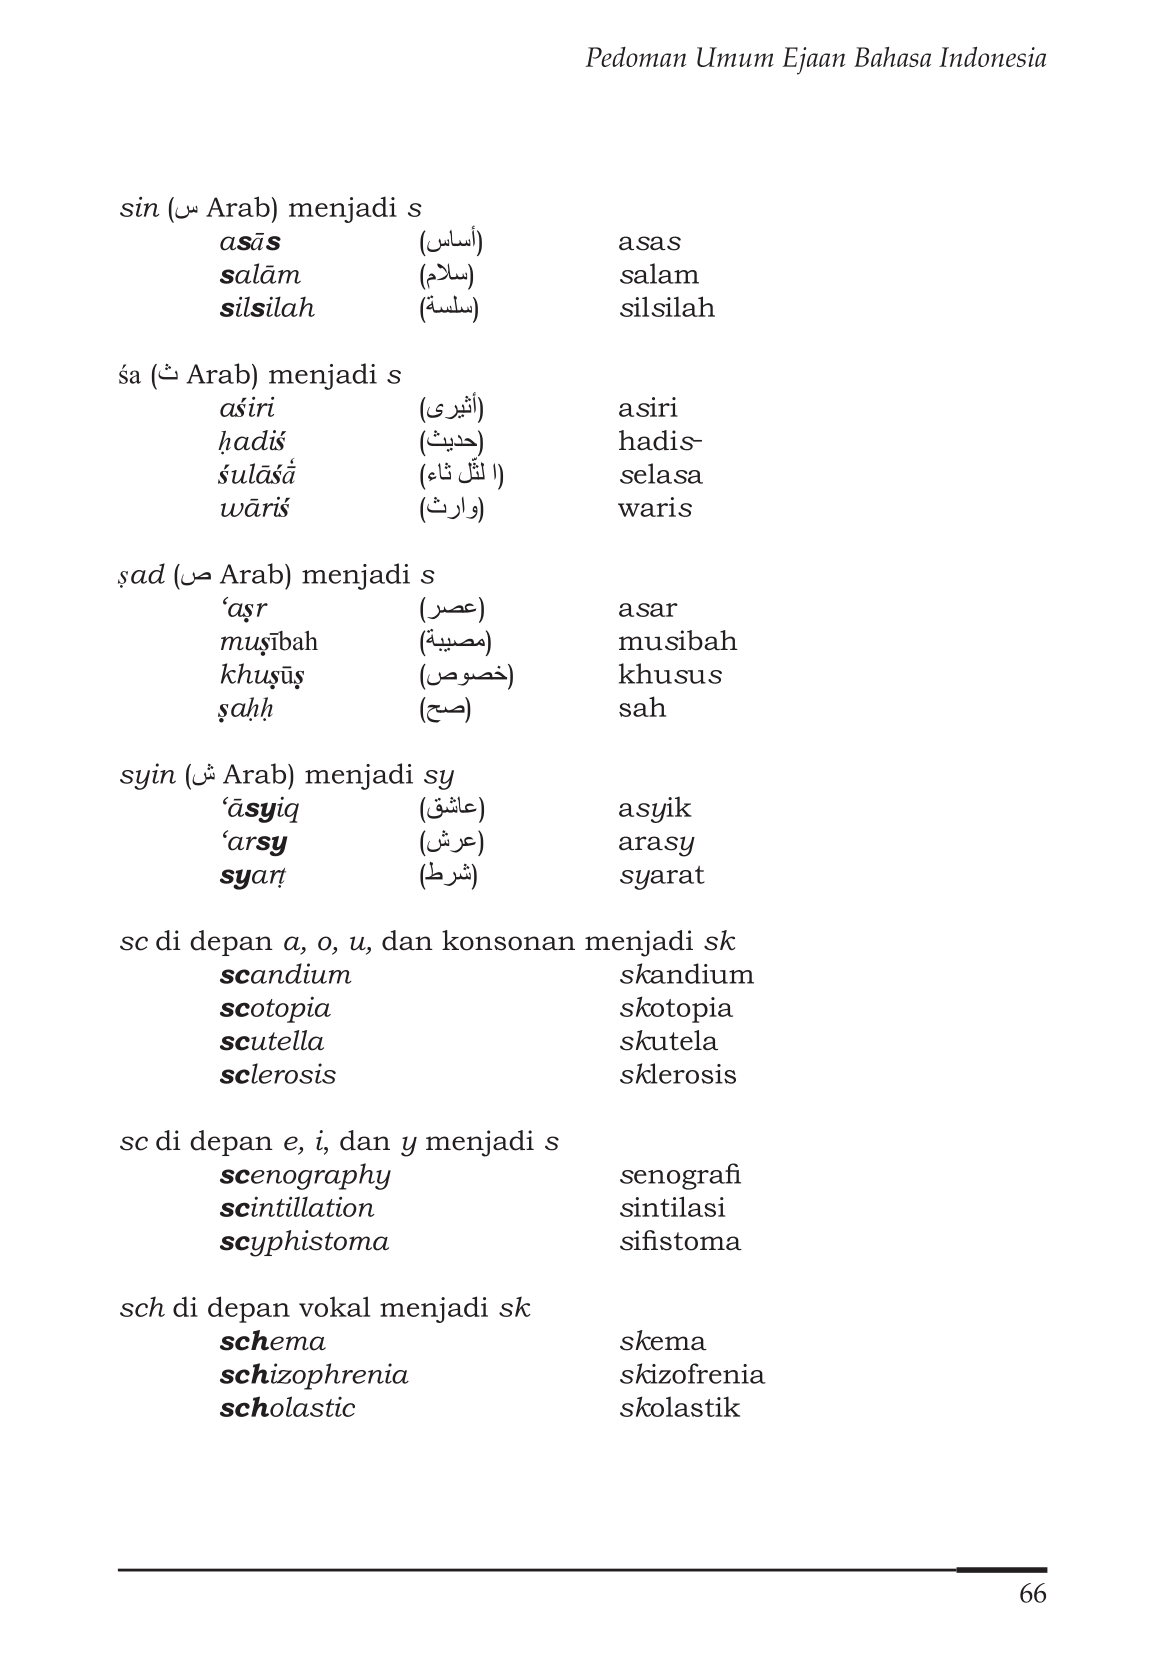 Pedoman Umum Ejaan Bahasa Indonesia
sin (س Arab) menjadi s
asās (أساس) asas
salām (سلام) salam
silsilah (سلسة) silsilah
śa (ث Arab) menjadi s
aśiri (أثيرى) asiri
ḥadiś (حديث) hadis-
śulāśā̒ (ا لثّل ثاء) selasa
wāriś (وارث) waris
ṣad (ص Arab) menjadi s
‘aṣr (عصر) asar
muṣībah (مصيبة) musibah
khuṣūṣ (خصوص) khusus
ṣaḥḥ (صح) sah
syin (ش Arab) menjadi sy
‘āsyiq (عاشق) asyik
‘arsy (عرش) arasy
syarṭ (شرط) syarat
sc di depan a, o, u, dan konsonan menjadi sk
scandium skandium
scotopia skotopia
scutella skutela
sclerosis sklerosis
sc di depan e, i, dan y menjadi s
scenography senografi
scintillation sintilasi
scyphistoma sifistoma
sch di depan vokal menjadi sk
schema skema
schizophrenia skizofrenia
scholastic skolastik
66